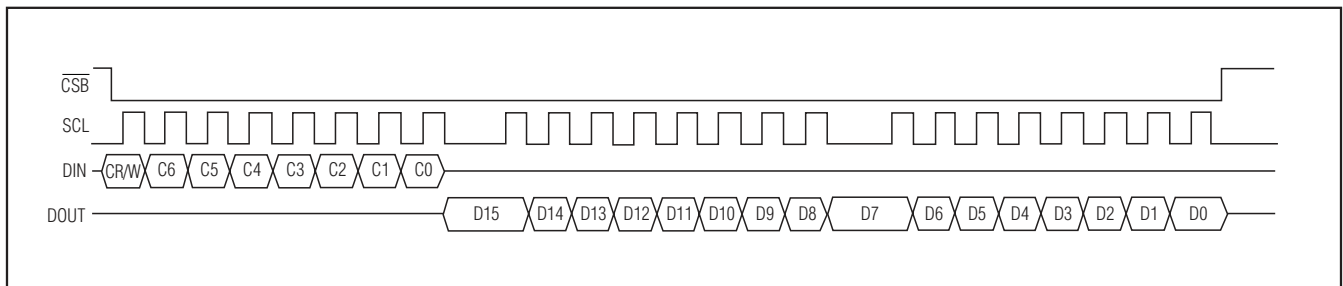 CSB
SCL
DIN CR/W C6 C5 C4 C3 C2 C1 C0
DOUT D15 D14 D13 D12 D11 D10 D9 D8 D7 D6 D5 D4 D3 D2 D1 D0